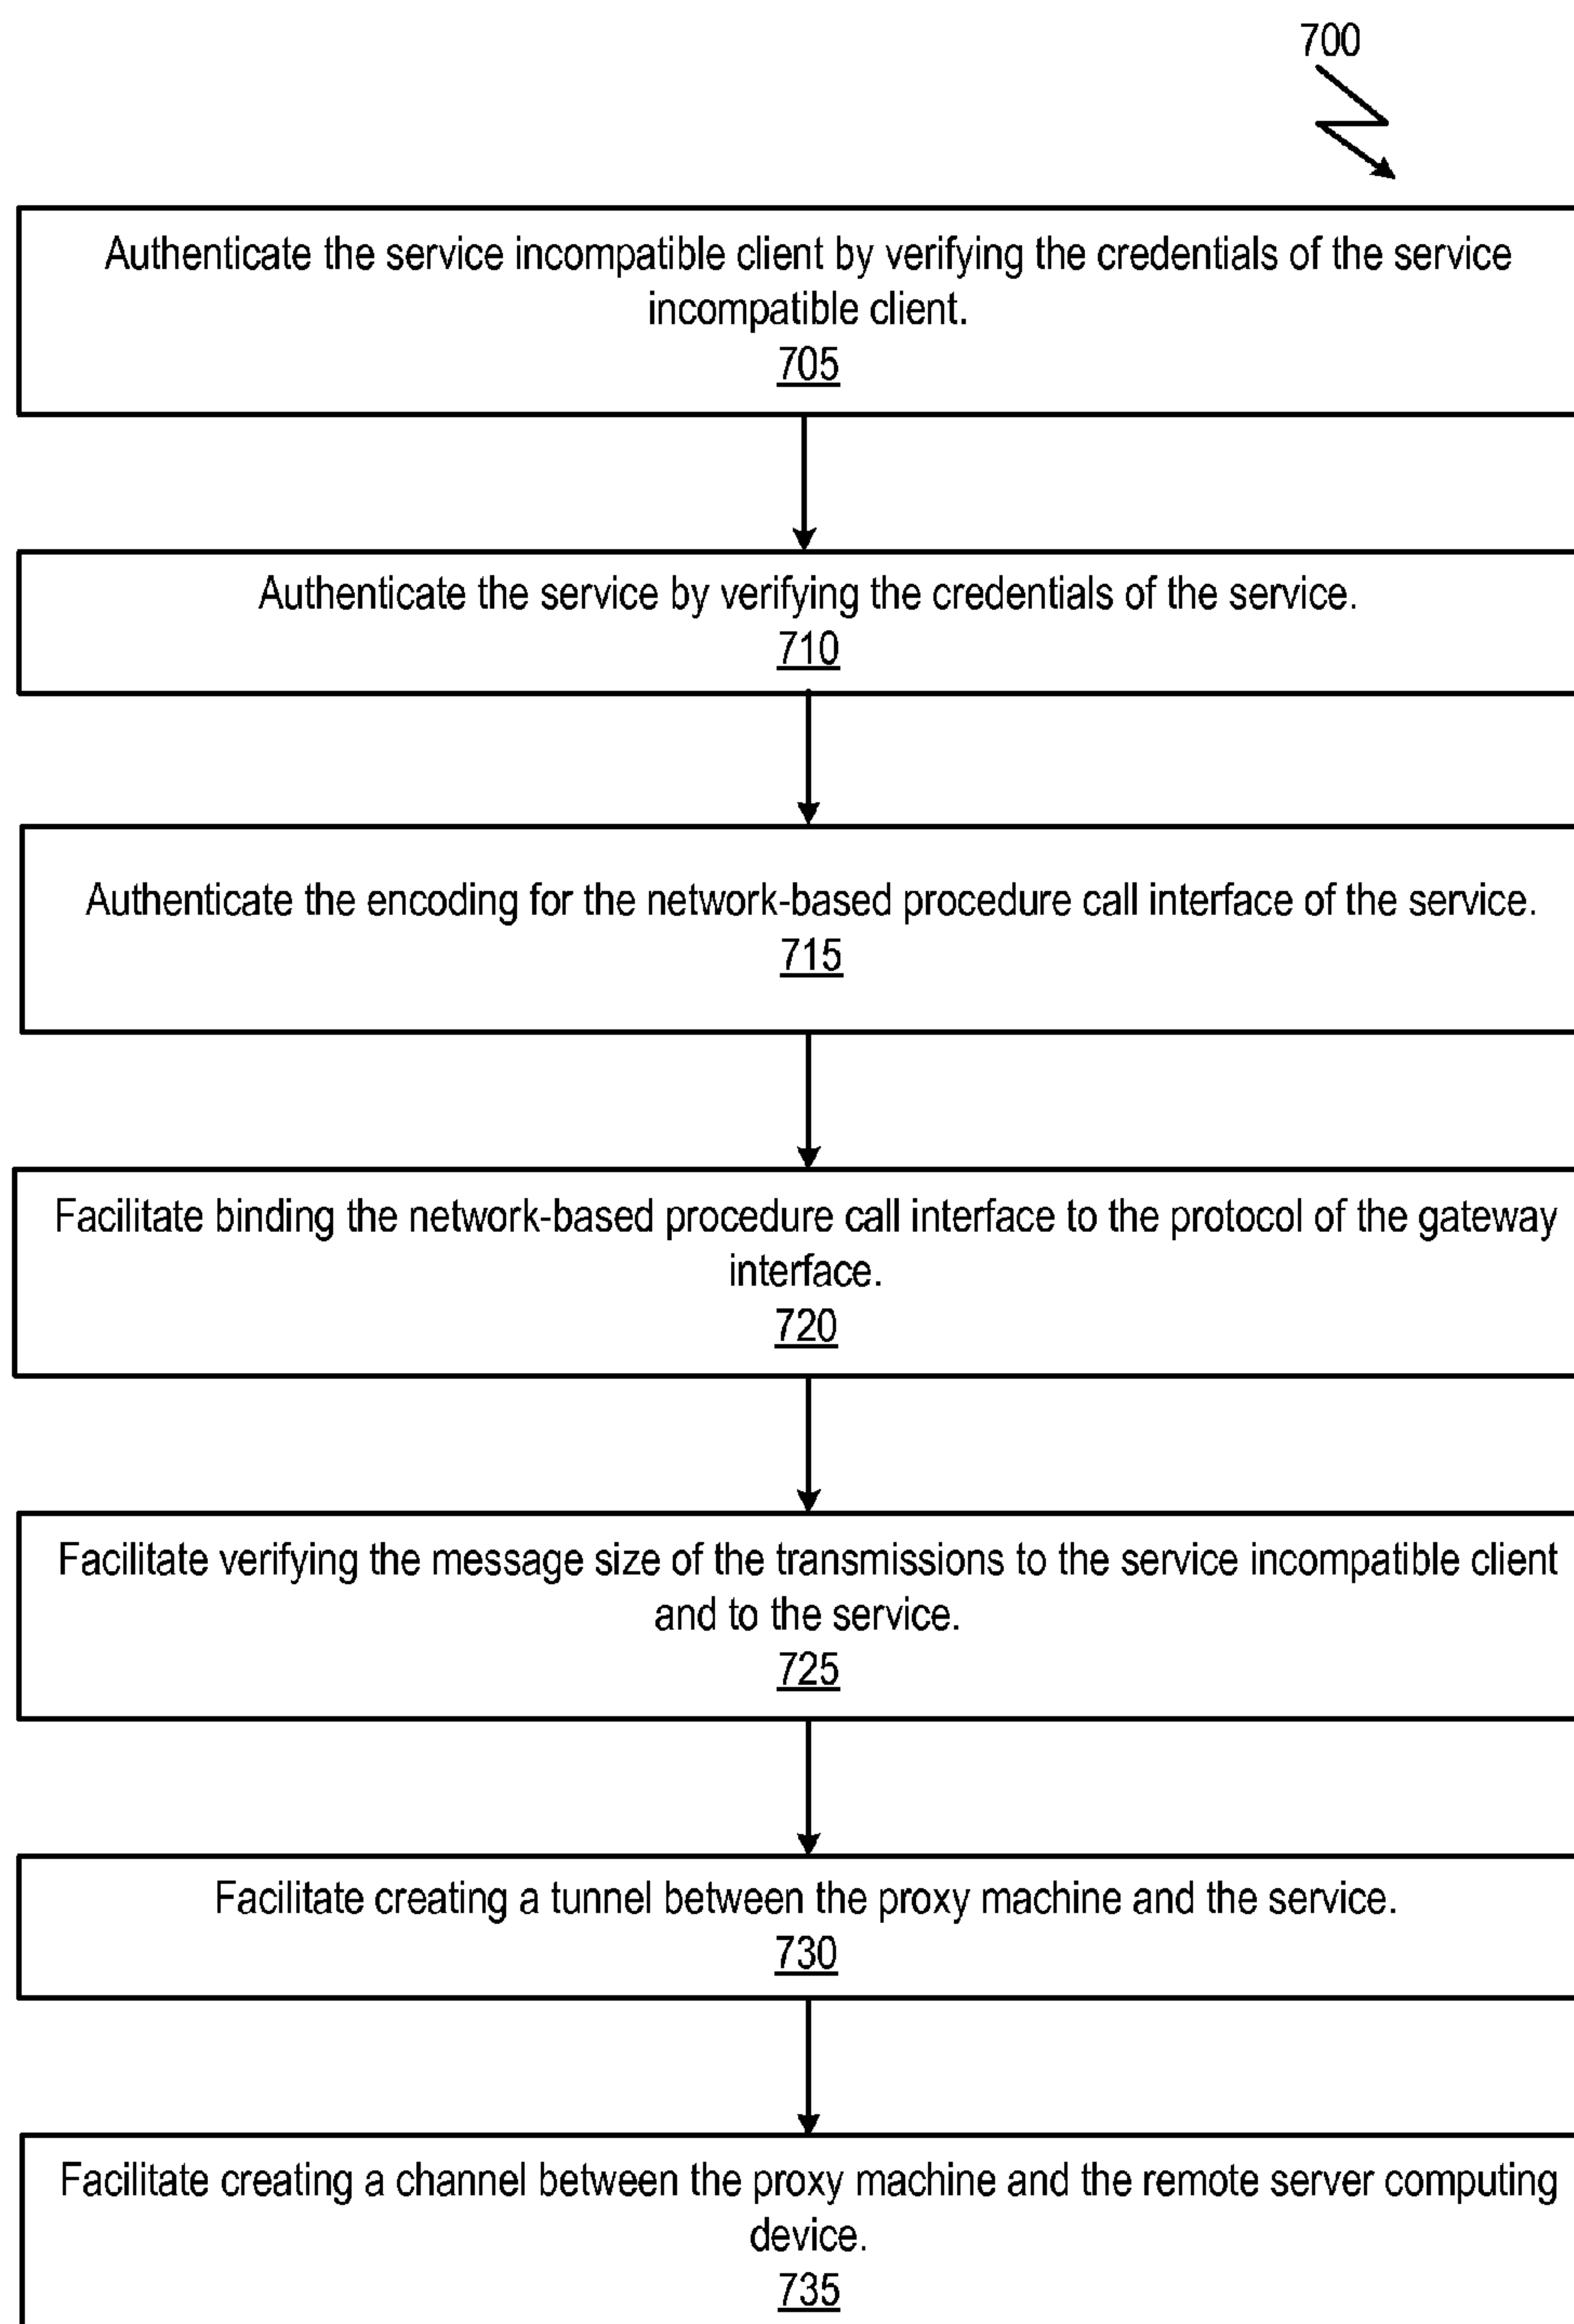 700
Authenticate the service incompatible client by verifying the credentials of the service
incompatible client.
705
Authenticate the service by verifying the credentials of the service.
710
Authenticate the encoding for the network-based procedure call interface of the service.
715
Facilitate binding the network-based procedure call interface to the protocol of the gateway
interface.
720
Facilitate verifying the message size of the transmissions to the service incompatible client
and to the service.
725
Facilitate creating a tunnel between the proxy machine and the service.
730
Facilitate creating a channel between the proxy machine and the remote server computing
device.
735